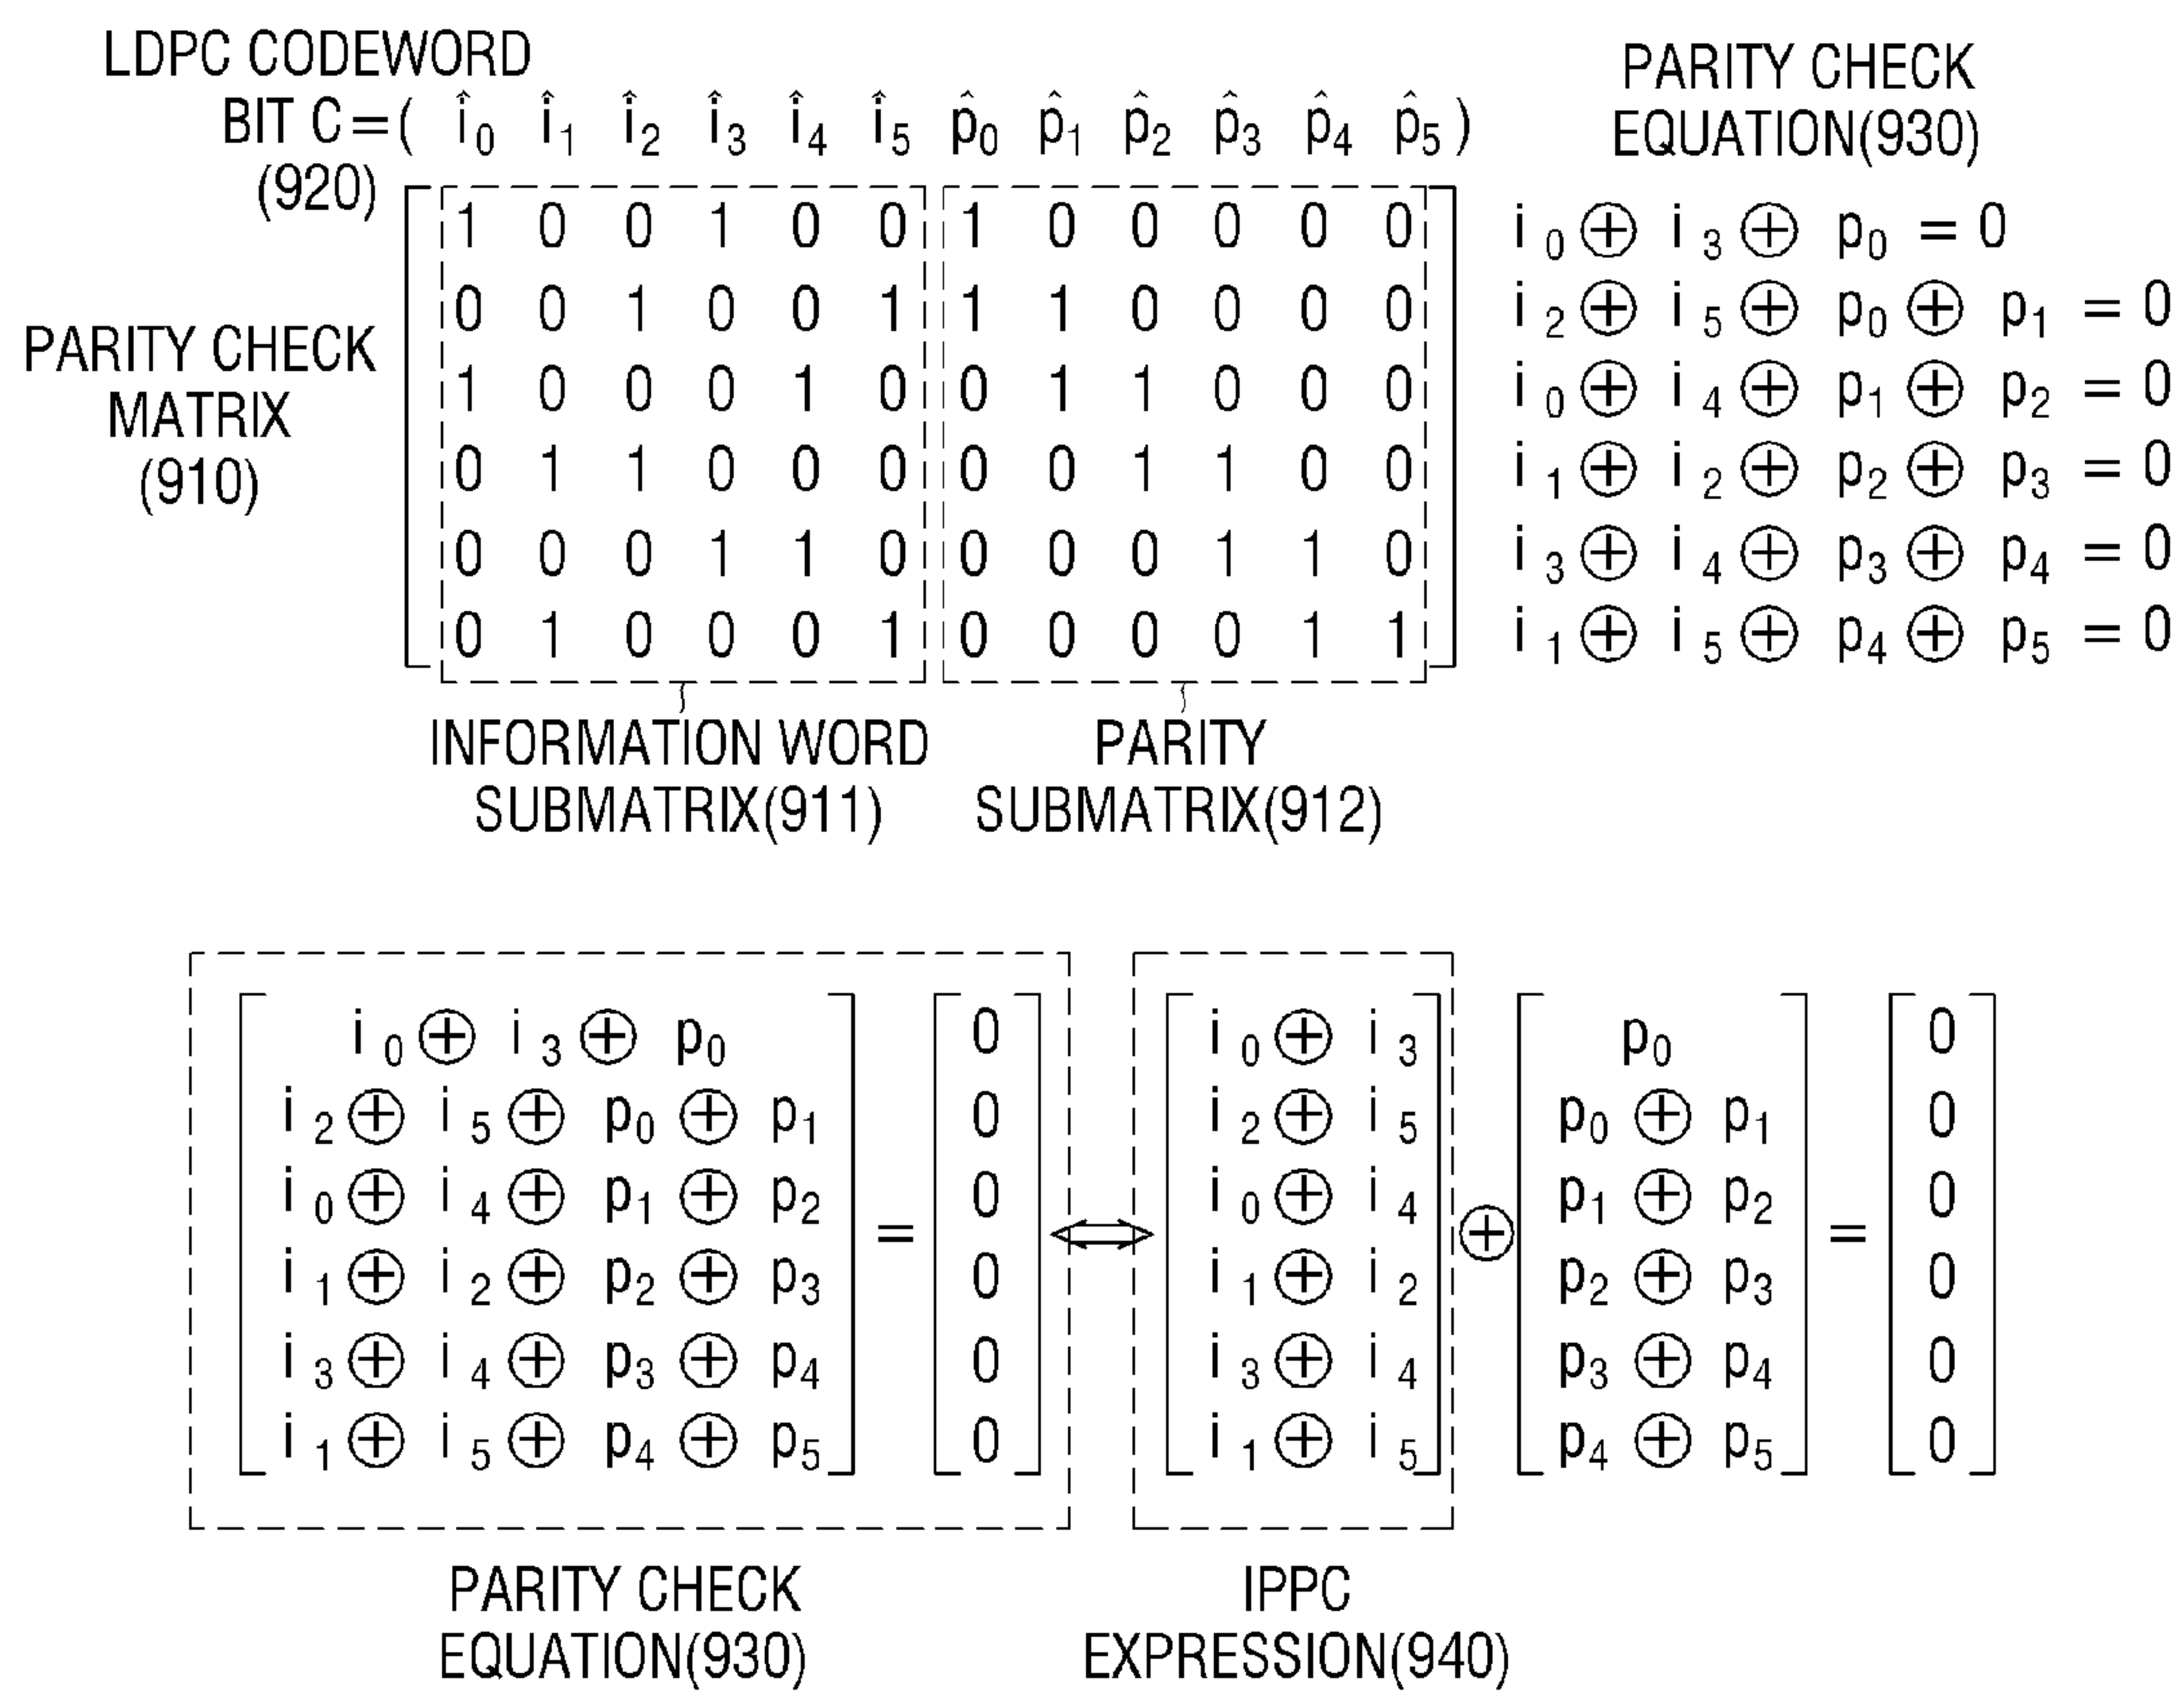 LDPC CODEWORD
BIT C=( î₀ î₁ î₂ î₃ î₄ î₅ p̂₀ p̂₁ p̂₂ p̂₃ p̂₄ p̂₅ )
(920)
PARITY CHECK
EQUATION(930)
PARITY CHECK
MATRIX
(910)
1 0 0 1 0 0 1 0 0 0 0 0
0 0 1 0 0 1 1 1 0 0 0 0
1 0 0 0 1 0 0 1 1 0 0 0
0 1 1 0 0 0 0 0 1 1 0 0
0 0 0 1 1 0 0 0 0 1 1 0
0 1 0 0 0 1 0 0 0 0 1 1
i₀ ⊕ i₃ ⊕ p₀ = 0
i₂ ⊕ i₅ ⊕ p₀ ⊕ p₁ = 0
i₀ ⊕ i₄ ⊕ p₁ ⊕ p₂ = 0
i₁ ⊕ i₂ ⊕ p₂ ⊕ p₃ = 0
i₃ ⊕ i₄ ⊕ p₃ ⊕ p₄ = 0
i₁ ⊕ i₅ ⊕ p₄ ⊕ p₅ = 0
INFORMATION WORD
SUBMATRIX(911)
PARITY
SUBMATRIX(912)
i₀ ⊕ i₃ ⊕ p₀
i₂ ⊕ i₅ ⊕ p₀ ⊕ p₁
i₀ ⊕ i₄ ⊕ p₁ ⊕ p₂
i₁ ⊕ i₂ ⊕ p₂ ⊕ p₃
i₃ ⊕ i₄ ⊕ p₃ ⊕ p₄
i₁ ⊕ i₅ ⊕ p₄ ⊕ p₅
=
0
0
0
0
0
0
⇔
i₀ ⊕ i₃
i₂ ⊕ i₅
i₀ ⊕ i₄
i₁ ⊕ i₂
i₃ ⊕ i₄
i₁ ⊕ i₅
⊕
p₀
p₀ ⊕ p₁
p₁ ⊕ p₂
p₂ ⊕ p₃
p₃ ⊕ p₄
p₄ ⊕ p₅
=
0
0
0
0
0
0
PARITY CHECK
EQUATION(930)
IPPC
EXPRESSION(940)